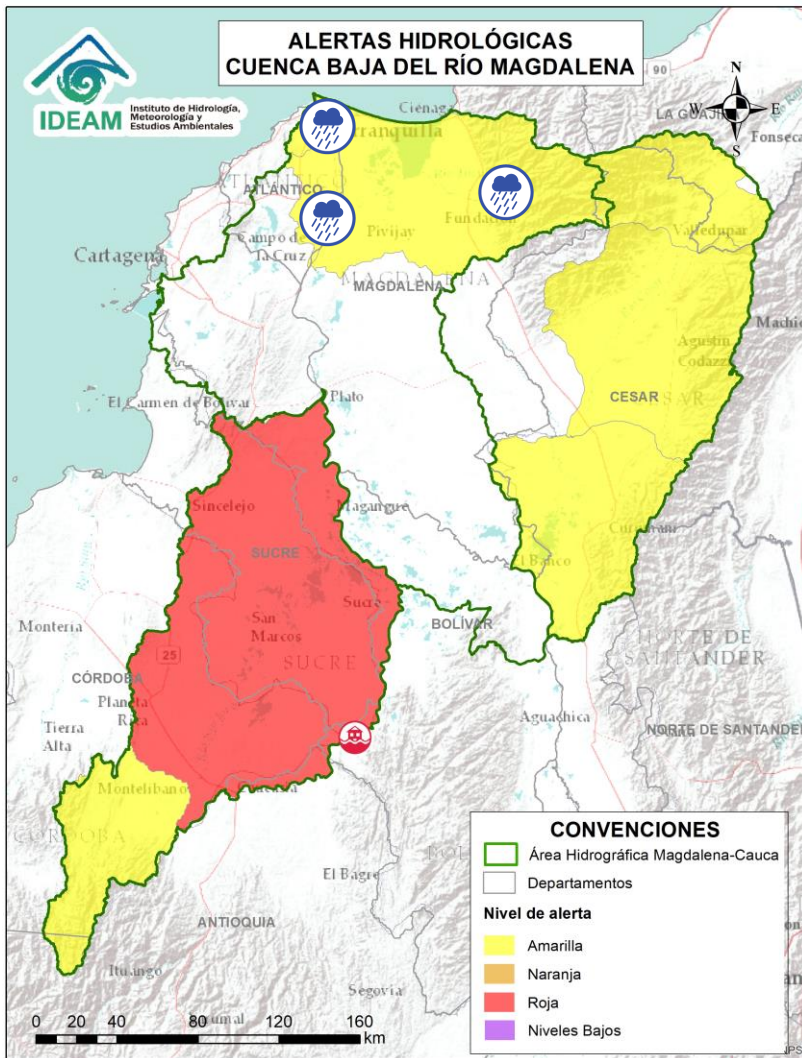 ALERTAS HIDROLÓGICAS
CUENCA BAJA DEL RÍO MAGDALENA
IDEAM
Instituto de Hidrología,
Meteorología y
Estudios Ambientales
90
N
W
E
S
Ciénaga
LA GUAJIRA
Fonseca
ATLÁNTICO
Fundación
Pivijay
Valledupar
Cartagena
Campo de
la Cruz
MAGDALENA
MAGDALENA
Agustín
Codazzi
CESAR
El Carmen de Bolívar
Plato
Sincelejo
Magangué
SUCRE
El Banco
Sucre
San
Marcos
BOLÍVAR
Montería
25
SUCRE
NORTE DE
SANTANDER
CÓRDOBA
Planeta
Rica
Tierra
Alta
Aguachica
NORTE DE SANTANDER
Montelibano
CÓRDOBA
El Bagre
ANTIOQUIA
Ituango
Segovia
0 20 40 80 120 160
km
CONVENCIONES
Área Hidrográfica Magdalena-Cauca
Departamentos
Nivel de alerta
Amarilla
Naranja
Roja
Niveles Bajos